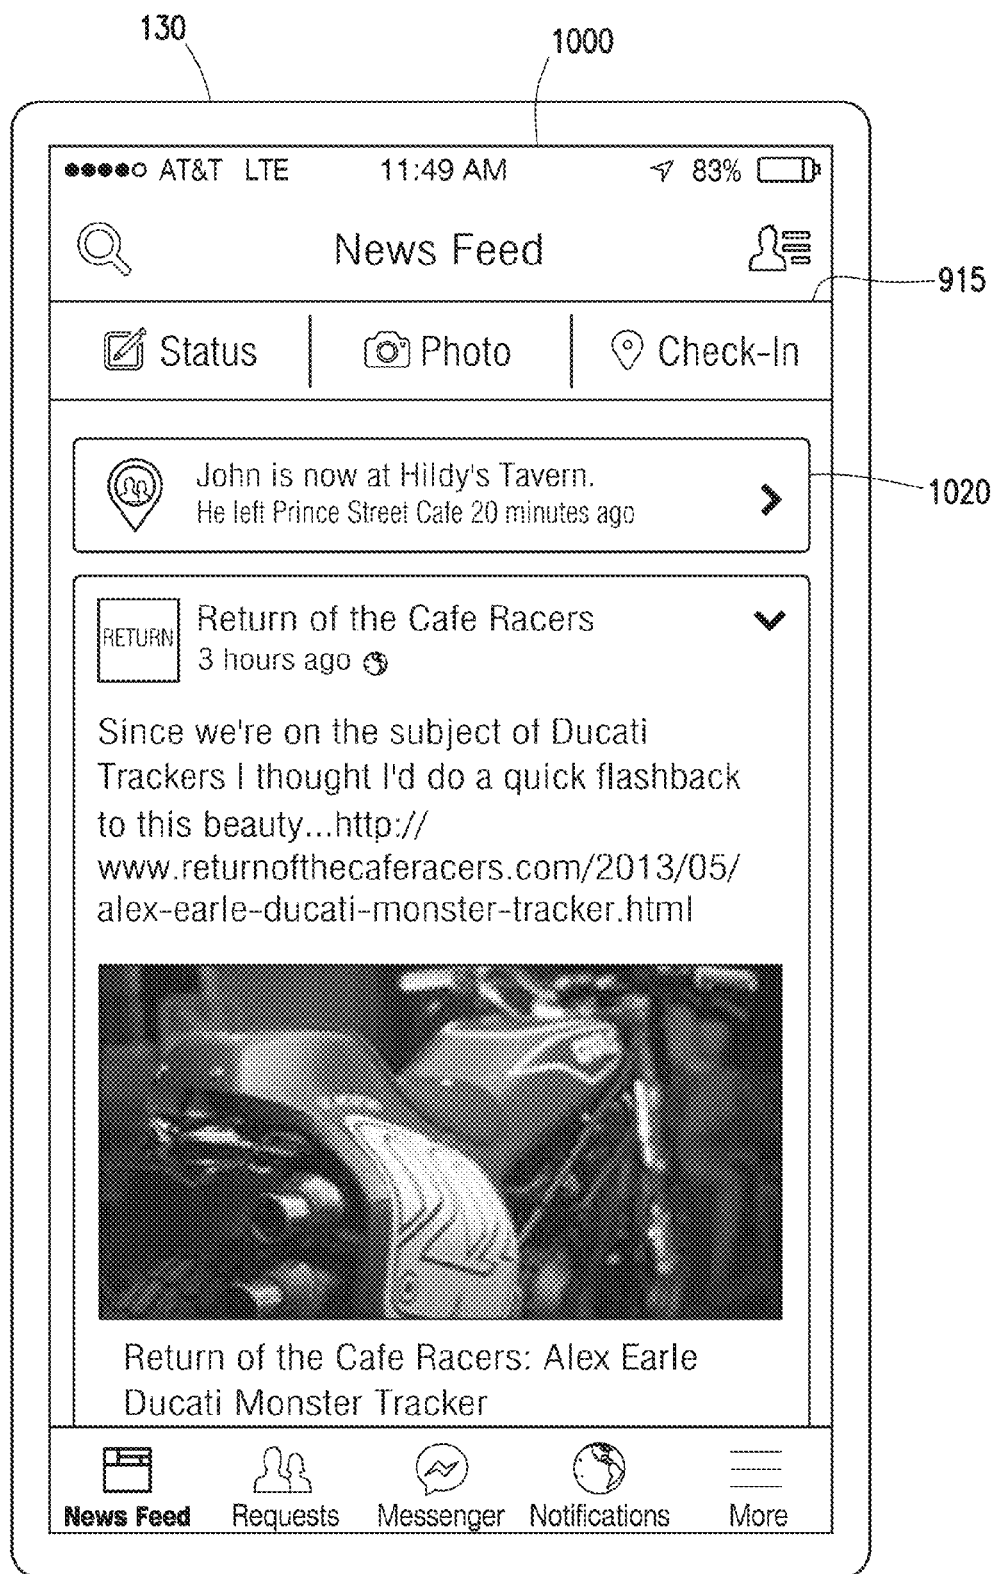 130
1000
AT&T LTE 11:49 AM 83%
News Feed
915
Status Photo Check-In
John is now at Hildy's Tavern.
He left Prince Street Cafe 20 minutes ago
1020
RETURN
Return of the Cafe Racers
3 hours ago
Since we're on the subject of Ducati
Trackers I thought I'd do a quick flashback
to this beauty...http://
www.returnofthecaferacers.com/2013/05/
alex-earle-ducati-monster-tracker.html
Return of the Cafe Racers: Alex Earle
Ducati Monster Tracker
News Feed Requests Messenger Notifications More